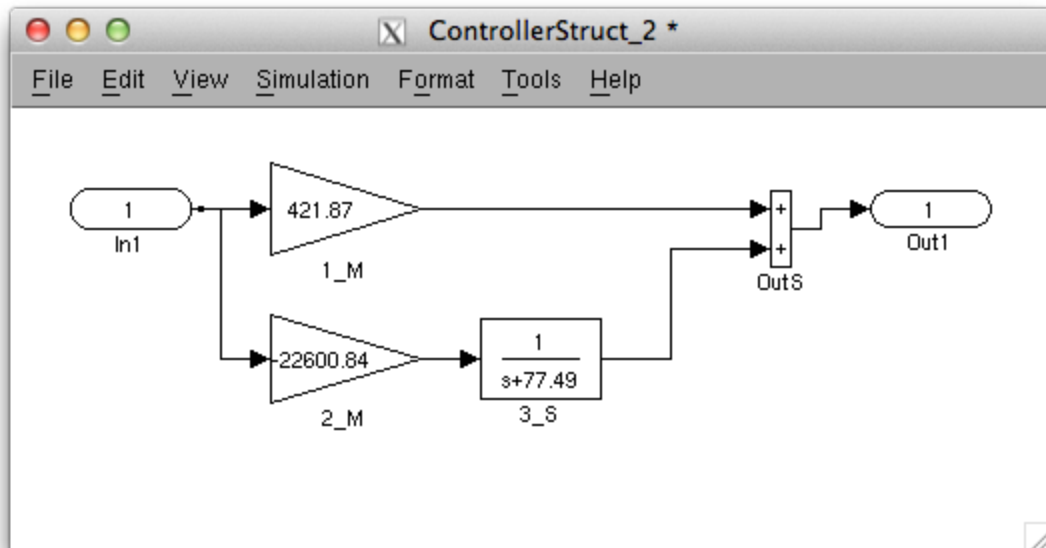 ControllerStruct_2 *
File Edit View Simulation Format Tools Help
1
In1
421.87
1_M
+
+
OutS
1
Out1
-22600.84
2_M
1
s+77.49
3_S